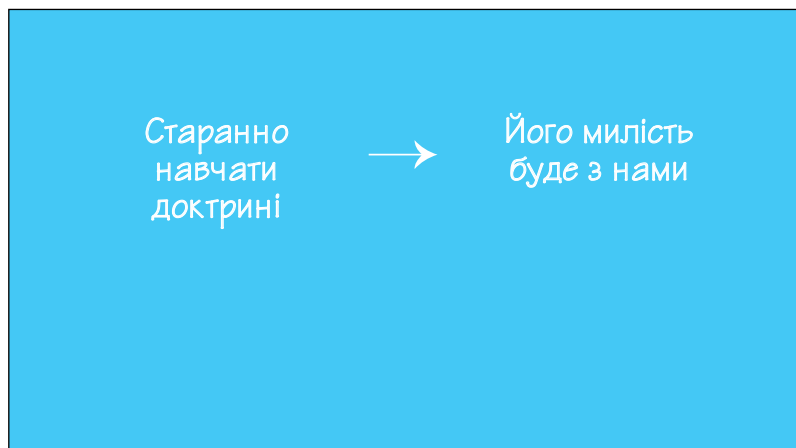 Старанно
навчати
доктрині
Його милість
буде з нами